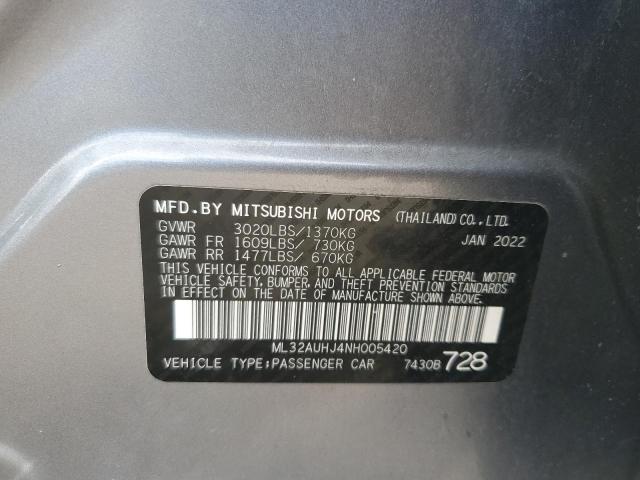 MFD.BY MITSUBISHI MOTORS (THAILAND) CO., LTD.
GVWR 3020LBS/1370KG JAN 2022
GAWR FR 1609LBS/ 730KG
GAWR RR 1477LBS/ 670KG
THIS VEHICLE CONFORMS TO ALL APPLICABLE FEDERAL MOTOR
VEHICLE SAFETY, BUMPER, AND THEFT PREVENTION STANDARDS
IN EFFECT ON THE DATE OF MANUFACTURE SHOWN ABOVE.
ML32AUHJ4NH005420
VEHICLE TYPE:PASSENGER CAR 7430B 728